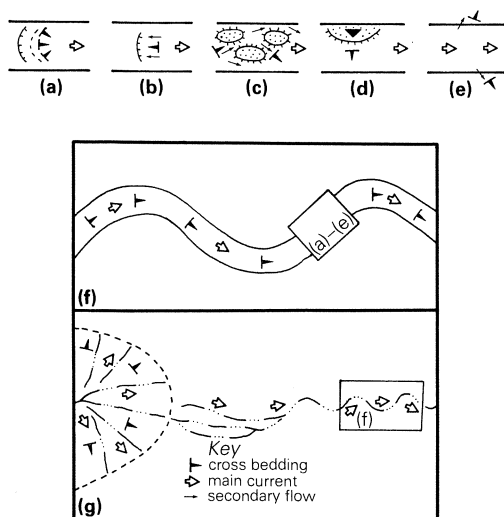 (a) (b) (c) (d) (e)
(a)–(e)
(f)
(f)
Key
cross bedding
main current
secondary flow
(g)